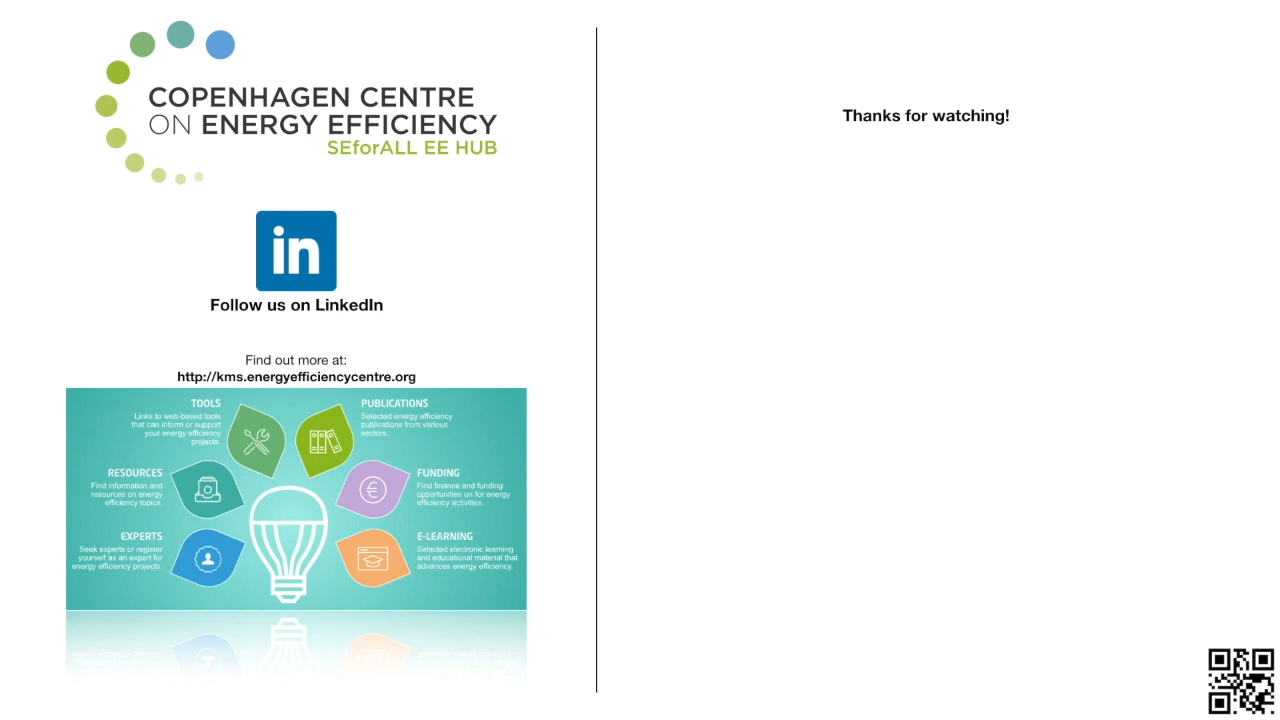 COPENHAGEN CENTRE
ON ENERGY EFFICIENCY
SEforALL EE HUB
in
Follow us on LinkedIn
Find out more at:
http://kms.energyefficiencycentre.org
TOOLS
Links to web-based tools
that can inform or support
your energy efficiency
projects.
PUBLICATIONS
Selected energy efficiency
publications from various
sectors.
RESOURCES
Find information and
resources on energy
efficiency topics.
FUNDING
Find finance and funding
opportunities on for energy
efficiency activities.
EXPERTS
Seek experts or register
yourself as an expert for
energy efficiency projects.
E-LEARNING
Selected electronic learning
and educational material that
advances energy efficiency.
Thanks for watching!